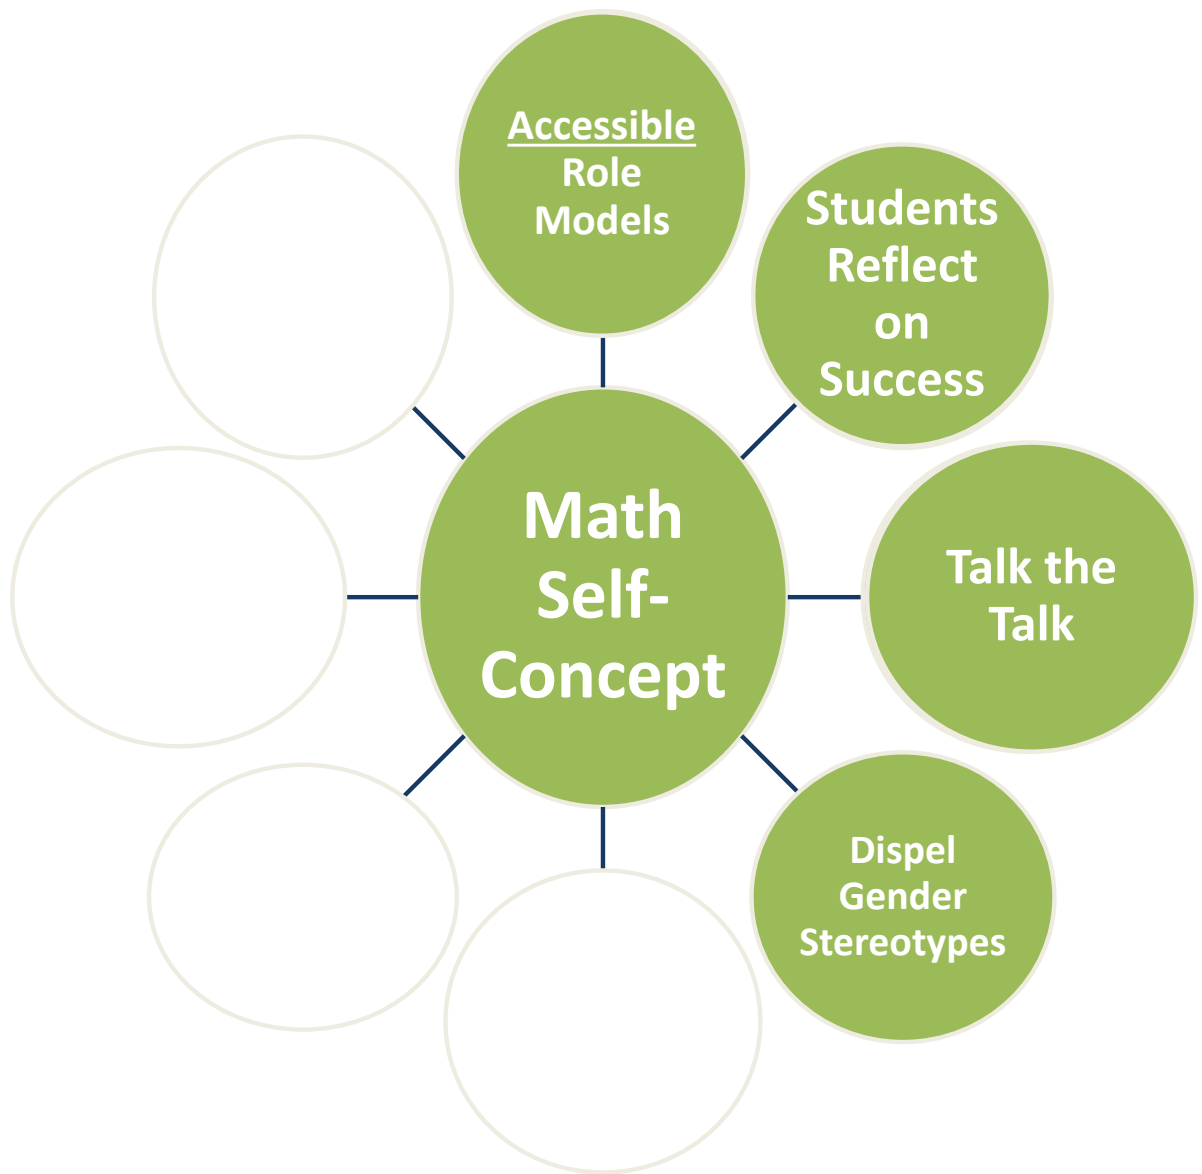 Accessible
Role
Models
Students
Reflect
on
Success
Math
Self-
Concept
Talk the
Talk
Dispel
Gender
Stereotypes